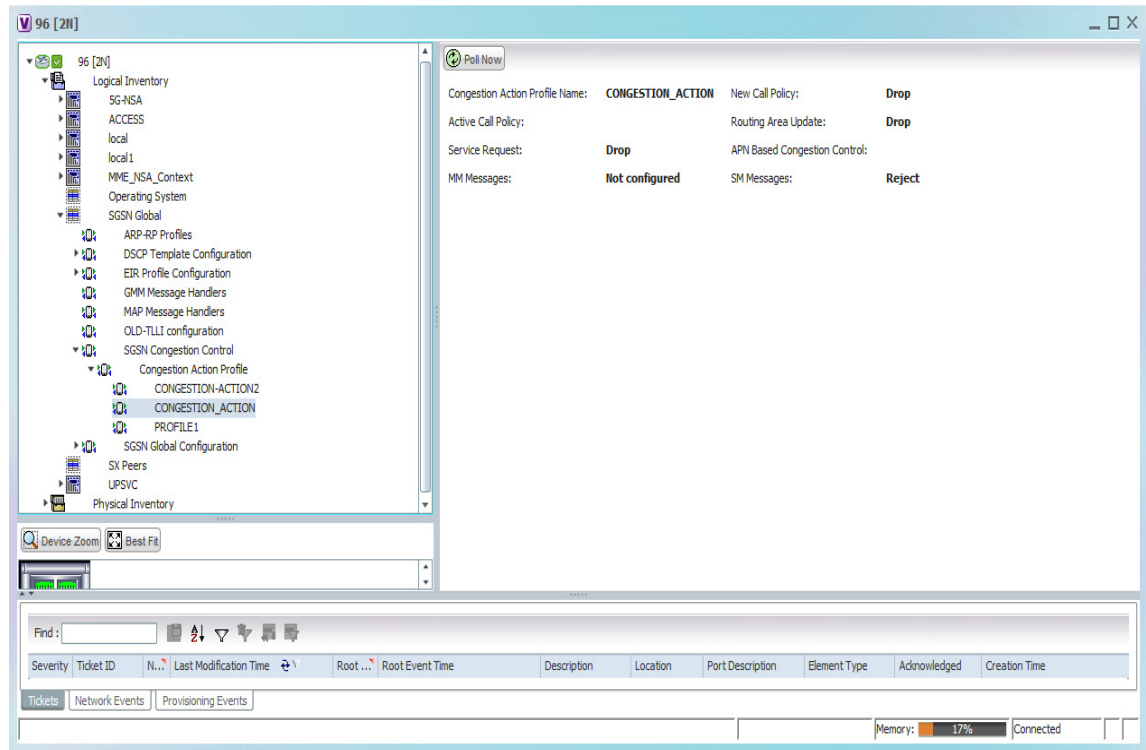 96 [2N]
96 [2N]
Logical Inventory
5G-NSA
ACCESS
local
local1
MME_NSA_Context
Operating System
SGSN Global
ARP-RP Profiles
DSCP Template Configuration
EIR Profile Configuration
GMM Message Handlers
MAP Message Handlers
OLD-TLLI configuration
SGSN Congestion Control
Congestion Action Profile
CONGESTION-ACTION2
CONGESTION_ACTION
PROFILE1
SGSN Global Configuration
SX Peers
UPSVC
Physical Inventory
Device Zoom Best Fit
Poll Now
Congestion Action Profile Name: CONGESTION_ACTION New Call Policy: Drop
Active Call Policy: Routing Area Update: Drop
Service Request: Drop APN Based Congestion Control:
MM Messages: Not configured SM Messages: Reject
Find :
Severity Ticket ID N... Last Modification Time Root ... Root Event Time Description Location Port Description Element Type Acknowledged Creation Time
Tickets Network Events Provisioning Events
Memory: 17% Connected